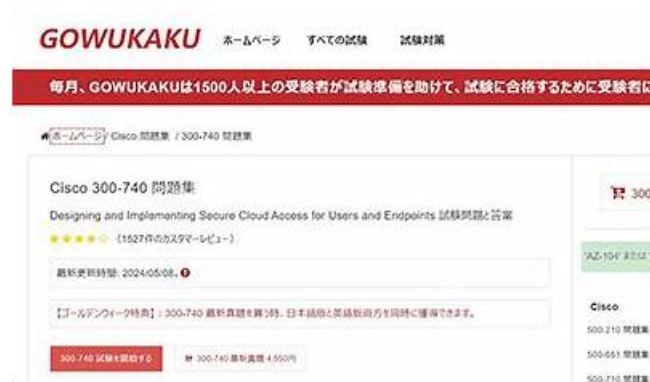 GOWUKAKU ホームページ すべての試験 試験対策
毎月、GOWUKAKUは1500人以上の受験者が試験準備を助けて、試験に合格するために受験者に
ホームページ / Cisco 問題集 / 300-740 問題集
Cisco 300-740 問題集
Designing and Implementing Secure Cloud Access for Users and Endpoints 試験問題と答案
(1527件のカスタマーレビュー)
最新更新時間: 2024/05/08。
【ゴールデンウィーク特典】：300-740 最新真題を買う時、日本語版と英語版両方を同時に獲得できます。
300-740 試験を開始する
300-740 最新真題 4,550円
300
'AZ-104' または '
Cisco
500-210 問題集
500-651 問題集
500-710 問題集